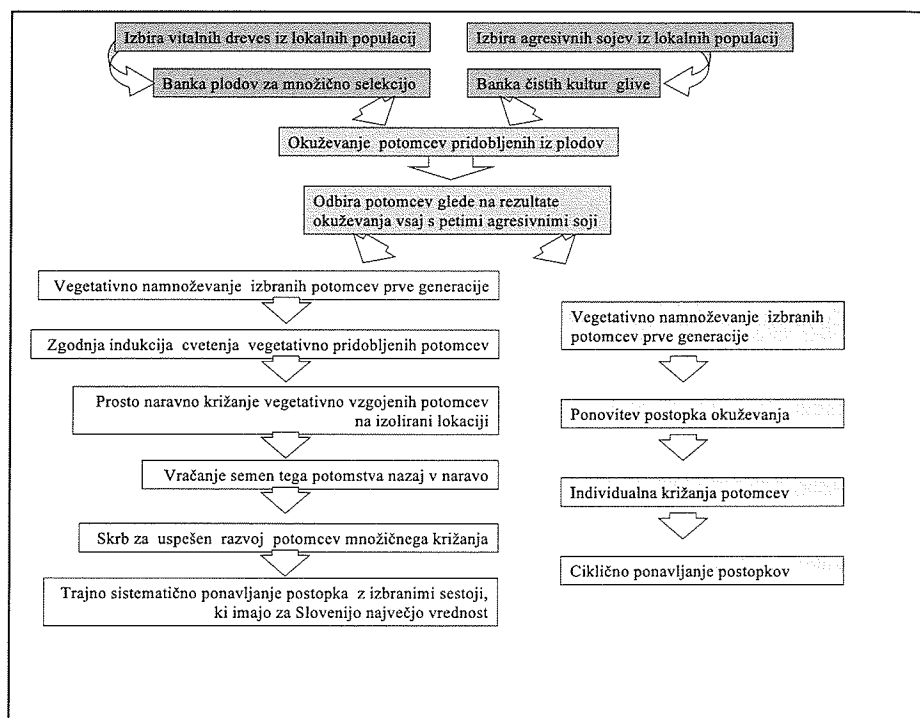 Izbira vitalnih dreves iz lokalnih populacij
Izbira agresivnih sojev iz lokalnih populacij
Banka plodov za množično selekcijo
Banka čistih kultur glive
Okuževanje potomcev pridobljenih iz plodov
Odbira potomcev glede na rezultate
okuževanja vsaj s petimi agresivnimi soji
Vegetativno namnoževanje izbranih potomcev prve generacije
Zgodnja indukcija cvetenja vegetativno pridobljenih potomcev
Prosto naravno križanje vegetativno vzgojenih potomcev
na izolirani lokaciji
Vračanje semen tega potomstva nazaj v naravo
Skrb za uspešen razvoj potomcev množičnega križanja
Trajno sistematično ponavljanje postopka z izbranimi sestoji,
ki imajo za Slovenijo največjo vrednost
Vegetativno namnoževanje izbranih
potomcev prve generacije
Ponovitev postopka okuževanja
Individualna križanja potomcev
Ciklično ponavljanje postopkov